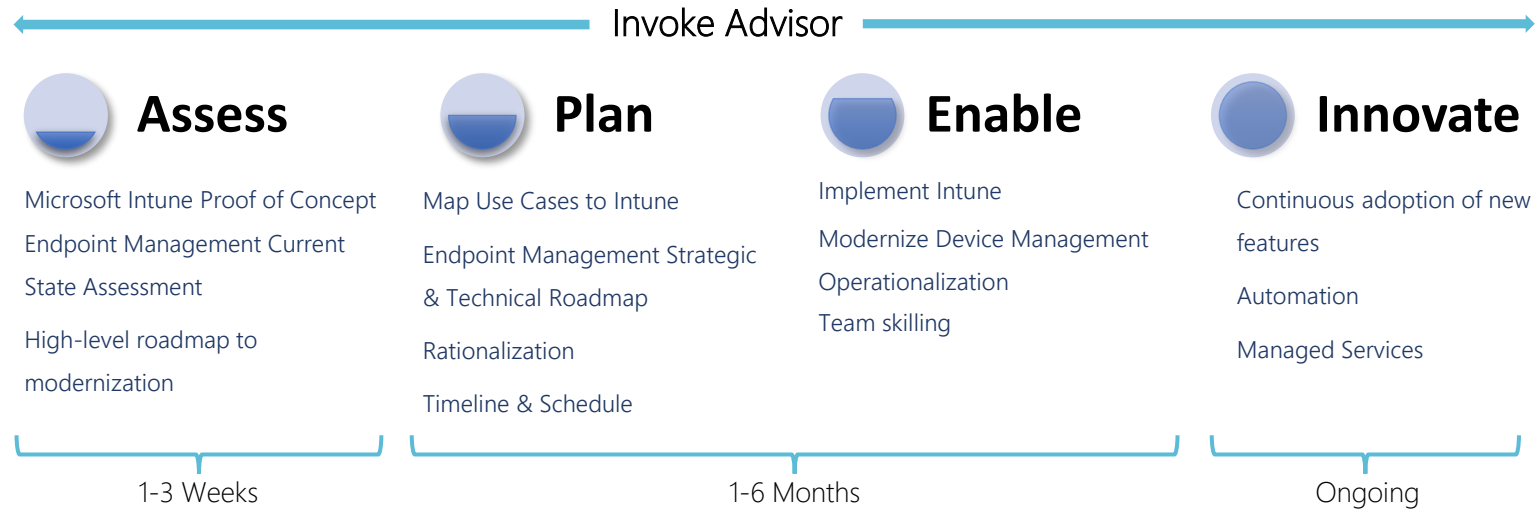 Invoke Advisor
Assess
Microsoft Intune Proof of Concept
Endpoint Management Current
State Assessment
High-level roadmap to
modernization
Plan
Map Use Cases to Intune
Endpoint Management Strategic
& Technical Roadmap
Rationalization
Timeline & Schedule
Enable
Implement Intune
Modernize Device Management
Operationalization
Team skilling
Innovate
Continuous adoption of new
features
Automation
Managed Services
1-3 Weeks
1-6 Months
Ongoing